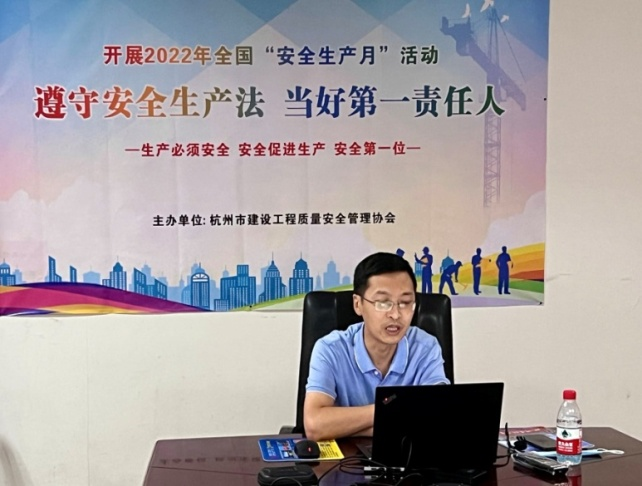 开展2022年全国“安全生产月”活动
遵守安全生产法 当好第一责任人
—生产必须安全 安全促进生产 安全第一位—
主办单位: 杭州市建设工程质量安全管理协会